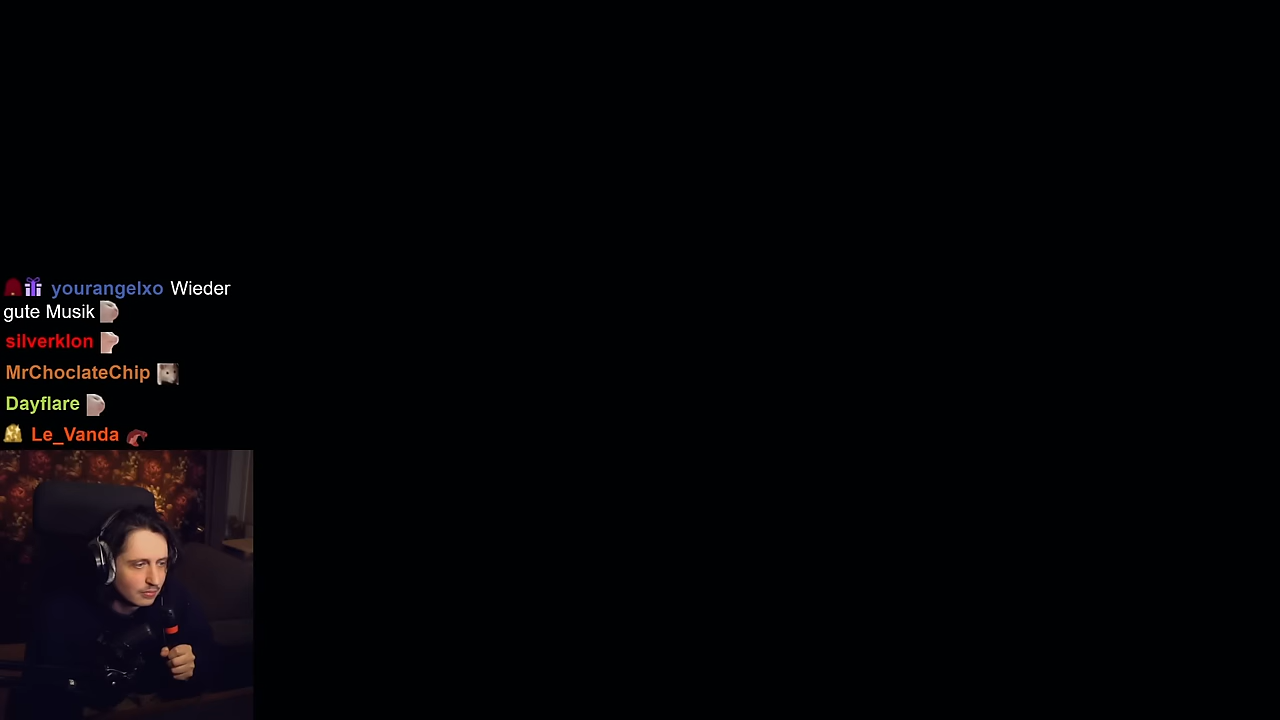 yourangelxo Wieder
gute Musik
silverklon
MrChoclateChip
Dayflare
Le_Vanda